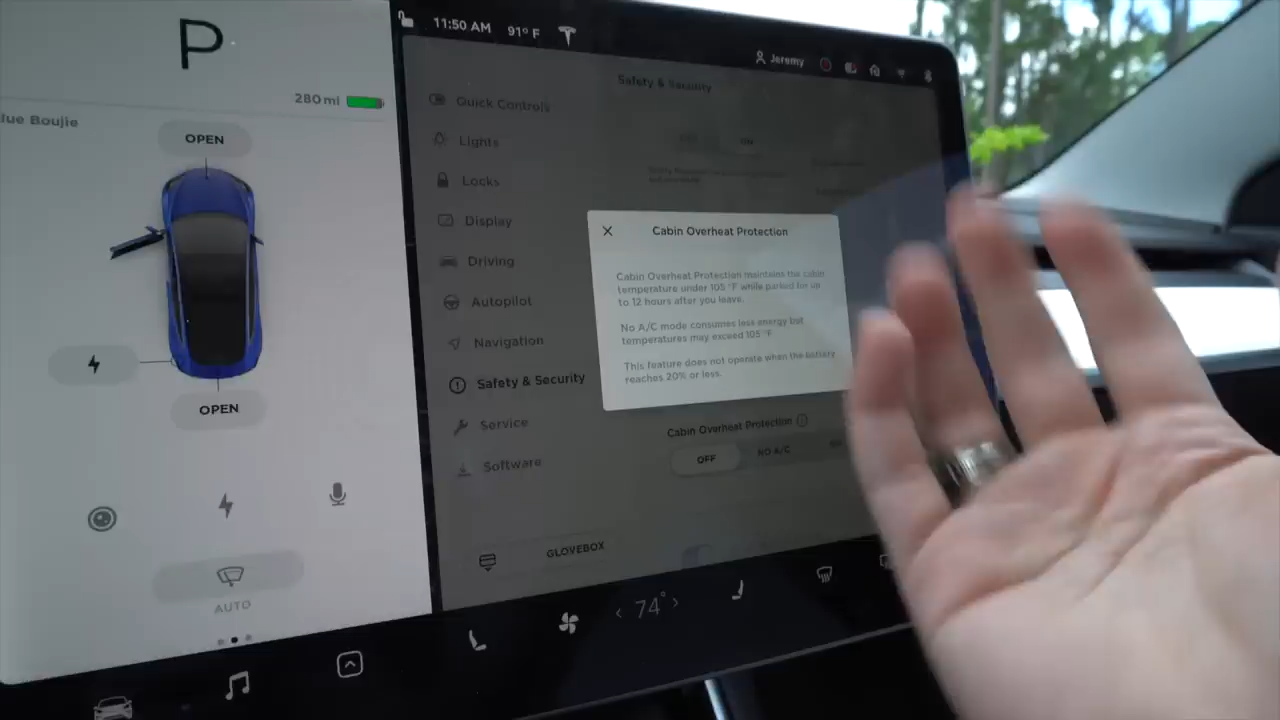 P
280 mi
lue Boujie
OPEN
OPEN
AUTO
11:50 AM 91° F
Jeremy
Safety & Security
Quick Controls
Lights
Locks
Display
Driving
Autopilot
Navigation
Safety & Security
Service
Software
ON
Cabin Overheat Protection
Cabin Overheat Protection maintains the cabin
temperature under 105 °F while parked for up
to 12 hours after you leave.
No A/C mode consumes less energy but
temperatures may exceed 105 °F
This feature does not operate when the battery
reaches 20% or less.
Cabin Overheat Protection
OFF NO A/C
GLOVEBOX
74°